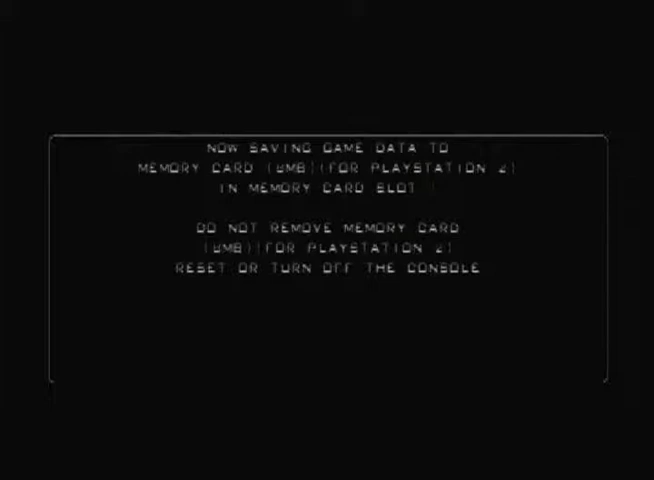 NOW SAVING GAME DATA TO
MEMORY CARD (8MB)(FOR PLAYSTATION 2)
IN MEMORY CARD SLOT
DO NOT REMOVE MEMORY CARD
(8MB)(FOR PLAYSTATION 2)
RESET OR TURN OFF THE CONSOLE